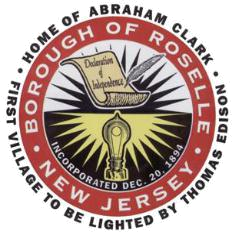 • HOME OF ABRAHAM CLARK •
FIRST VILLAGE TO BE LIGHTED BY THOMAS EDISON
BOROUGH OF ROSELLE
• NEW JERSEY •
Declaration
of
Independence
INCORPORATED DEC. 20, 1894